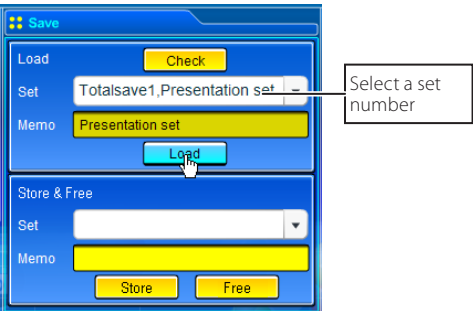 Save
Load
Check
Set
Totalsave1,Presentation set
Select a set
number
Memo
Presentation set
Load
Store & Free
Set
Memo
Store
Free